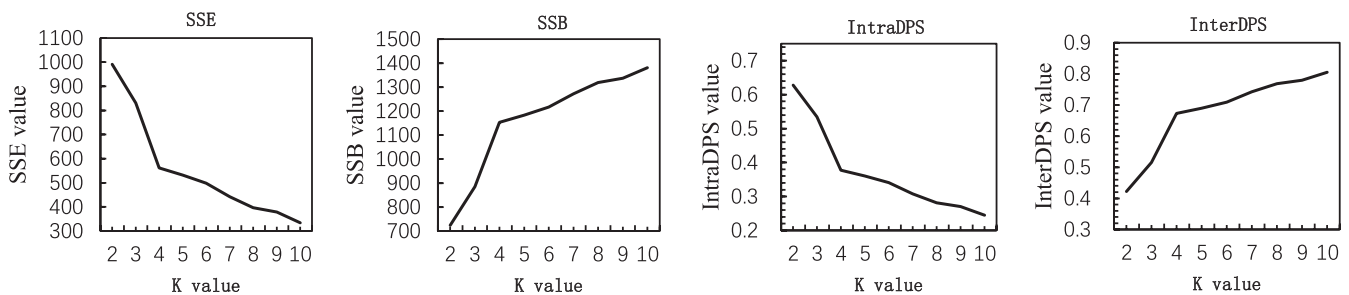 SSE
SSE value
1100
1000
900
800
700
600
500
400
300
2 3 4 5 6 7 8 9 10
K value
SSB
SSB value
1500
1400
1300
1200
1100
1000
900
800
700
2 3 4 5 6 7 8 9 10
K value
IntraDPS
IntraDPS value
0.7
0.6
0.5
0.4
0.3
0.2
2 3 4 5 6 7 8 9 10
K value
InterDPS
InterDPS value
0.9
0.8
0.7
0.6
0.5
0.4
0.3
2 3 4 5 6 7 8 9 10
K value